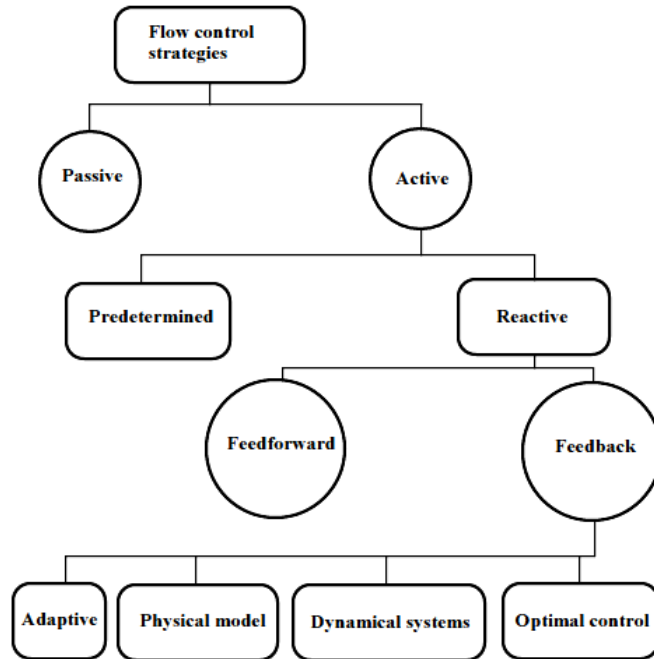 Flow control
strategies
Passive
Active
Predetermined
Reactive
Feedforward
Feedback
Adaptive
Physical model
Dynamical systems
Optimal control